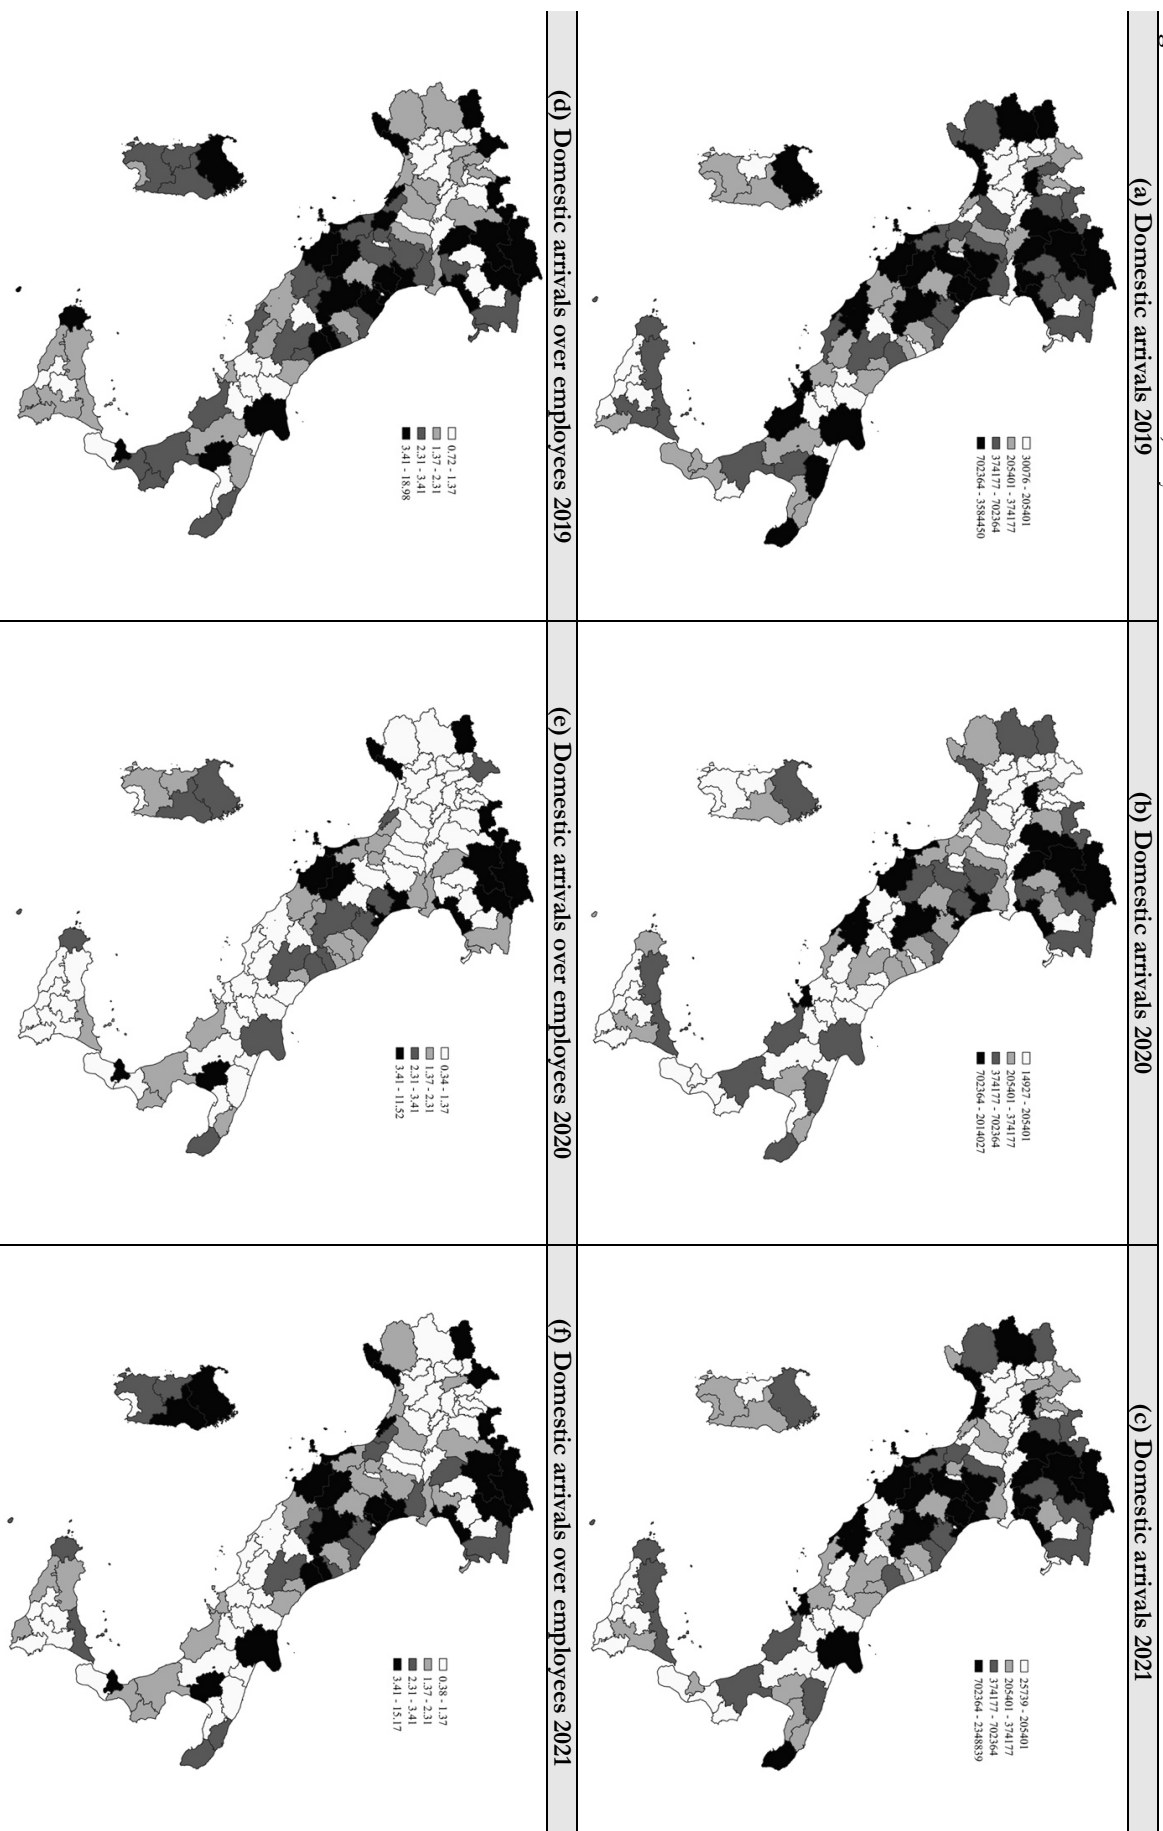 (a) Domestic arrivals 2019
30076 - 205401
205401 - 374177
374177 - 702364
702364 - 3584450
(b) Domestic arrivals 2020
14927 - 205401
205401 - 374177
374177 - 702364
702364 - 2014027
(c) Domestic arrivals 2021
25739 - 205401
205401 - 374177
374177 - 702364
702364 - 2348839
(d) Domestic arrivals over employees 2019
0.72 - 1.37
1.37 - 2.31
2.31 - 3.41
3.41 - 18.98
(e) Domestic arrivals over employees 2020
0.34 - 1.37
1.37 - 2.31
2.31 - 3.41
3.41 - 11.52
(f) Domestic arrivals over employees 2021
0.38 - 1.37
1.37 - 2.31
2.31 - 3.41
3.41 - 15.17